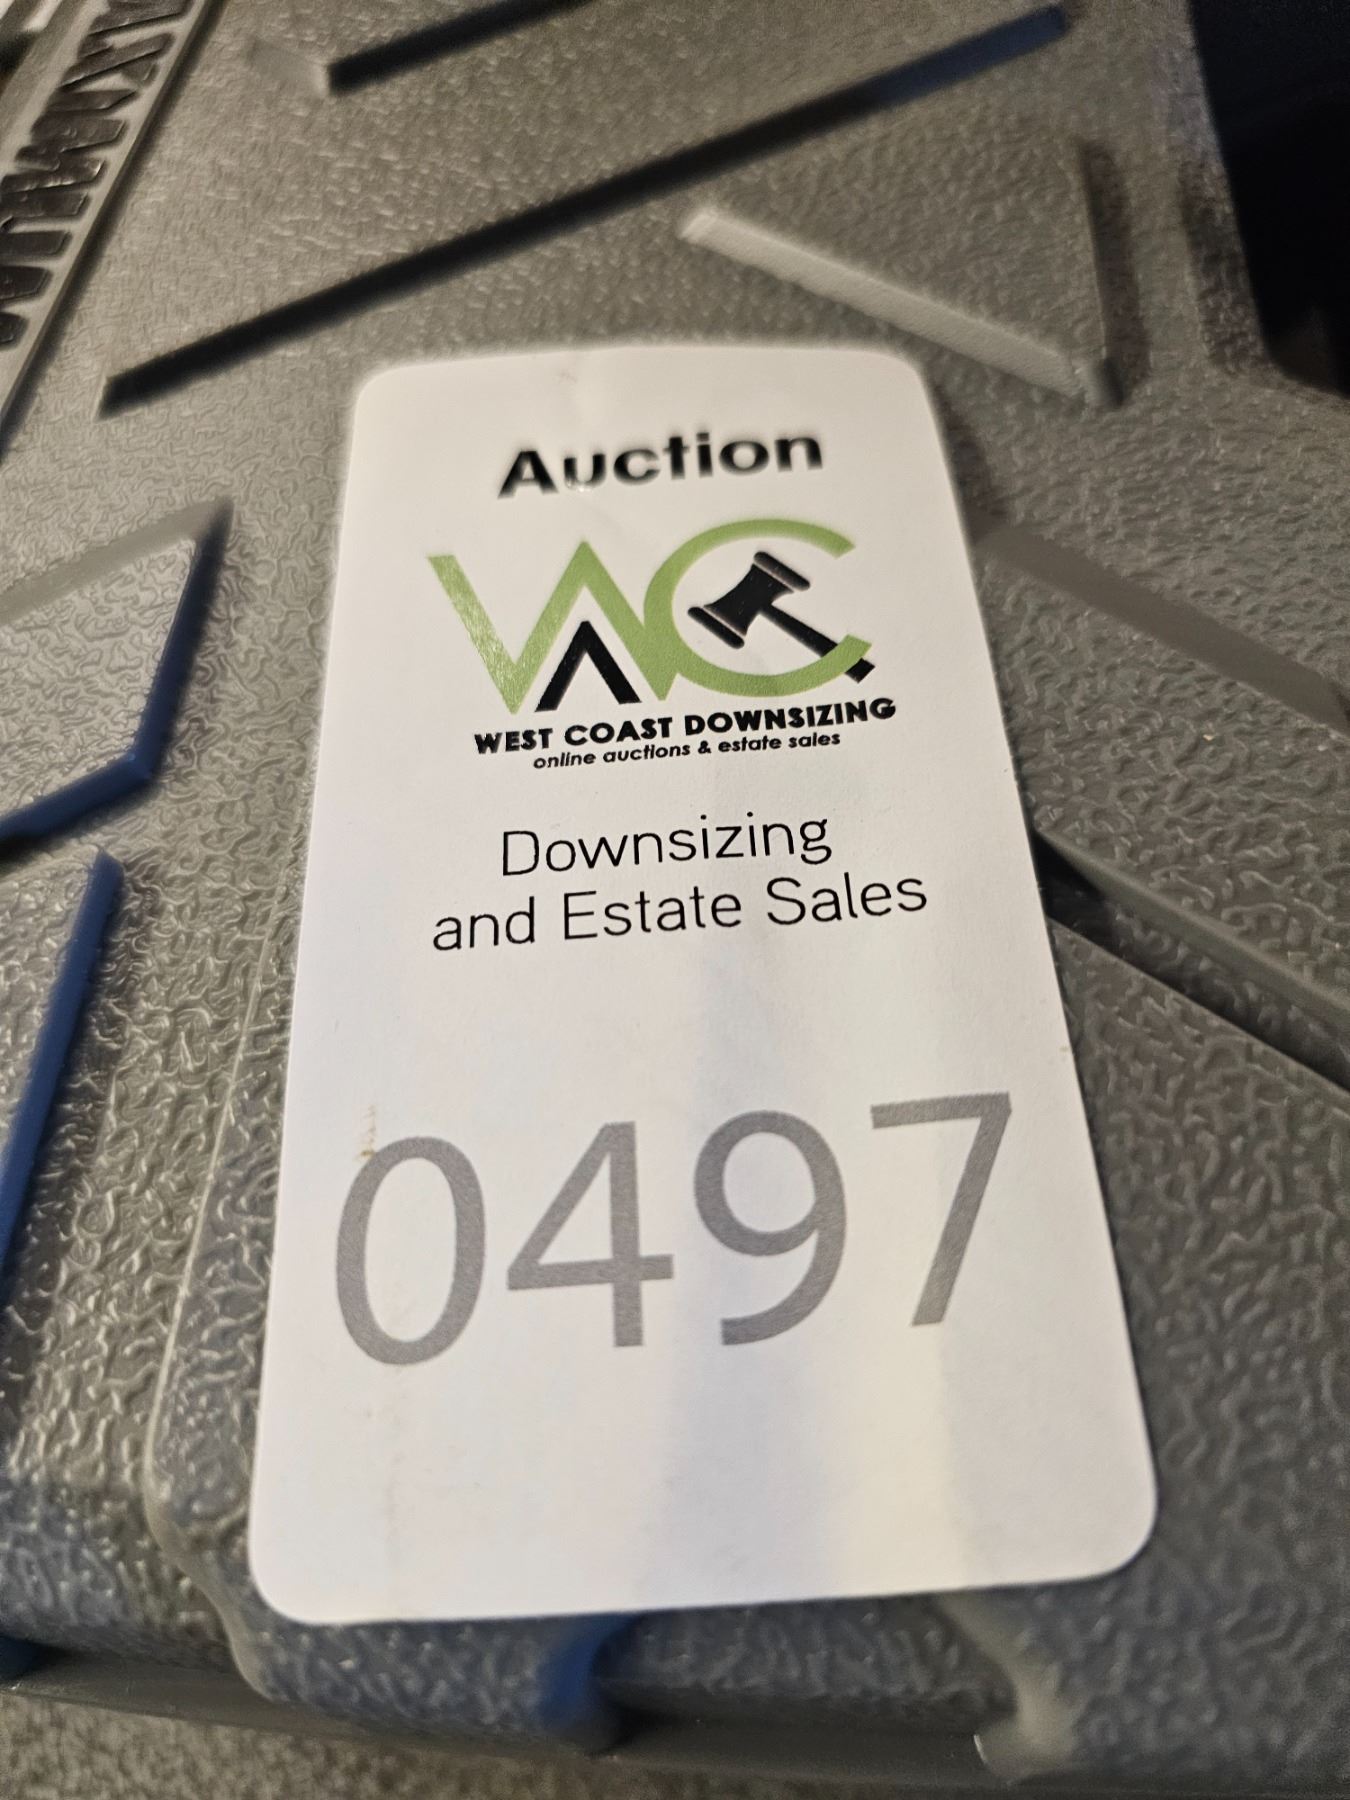 Auction
WC
WEST COAST DOWNSIZING
online auctions & estate sales
Downsizing
and Estate Sales
0497